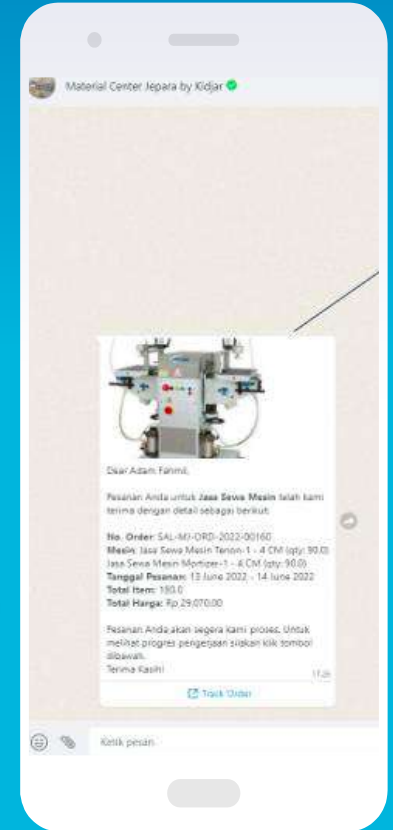 Material Center Jepara by Kidjar
Dear Adam Fahmil,
Pesanan Anda untuk Jasa Sewa Mesin telah kami
terima dengan detail sebagai berikut:
No. Order: SAL-MJ-ORD-2022-00160
Mesin: Jasa Sewa Mesin Tenon-1 - 4 CM (qty: 90.0)
Jasa Sewa Mesin Mortizer-1 - 4 CM (qty: 90.0)
Tanggal Pesanan: 13 June 2022 - 14 June 2022
Total Item: 180.0
Total Harga: Rp 29,070.00
Pesanan Anda akan segera kami proses. Untuk
melihat progres pengerjaan silakan klik tombol
dibawah.
Terima Kasih!
Track Order
Ketik pesan